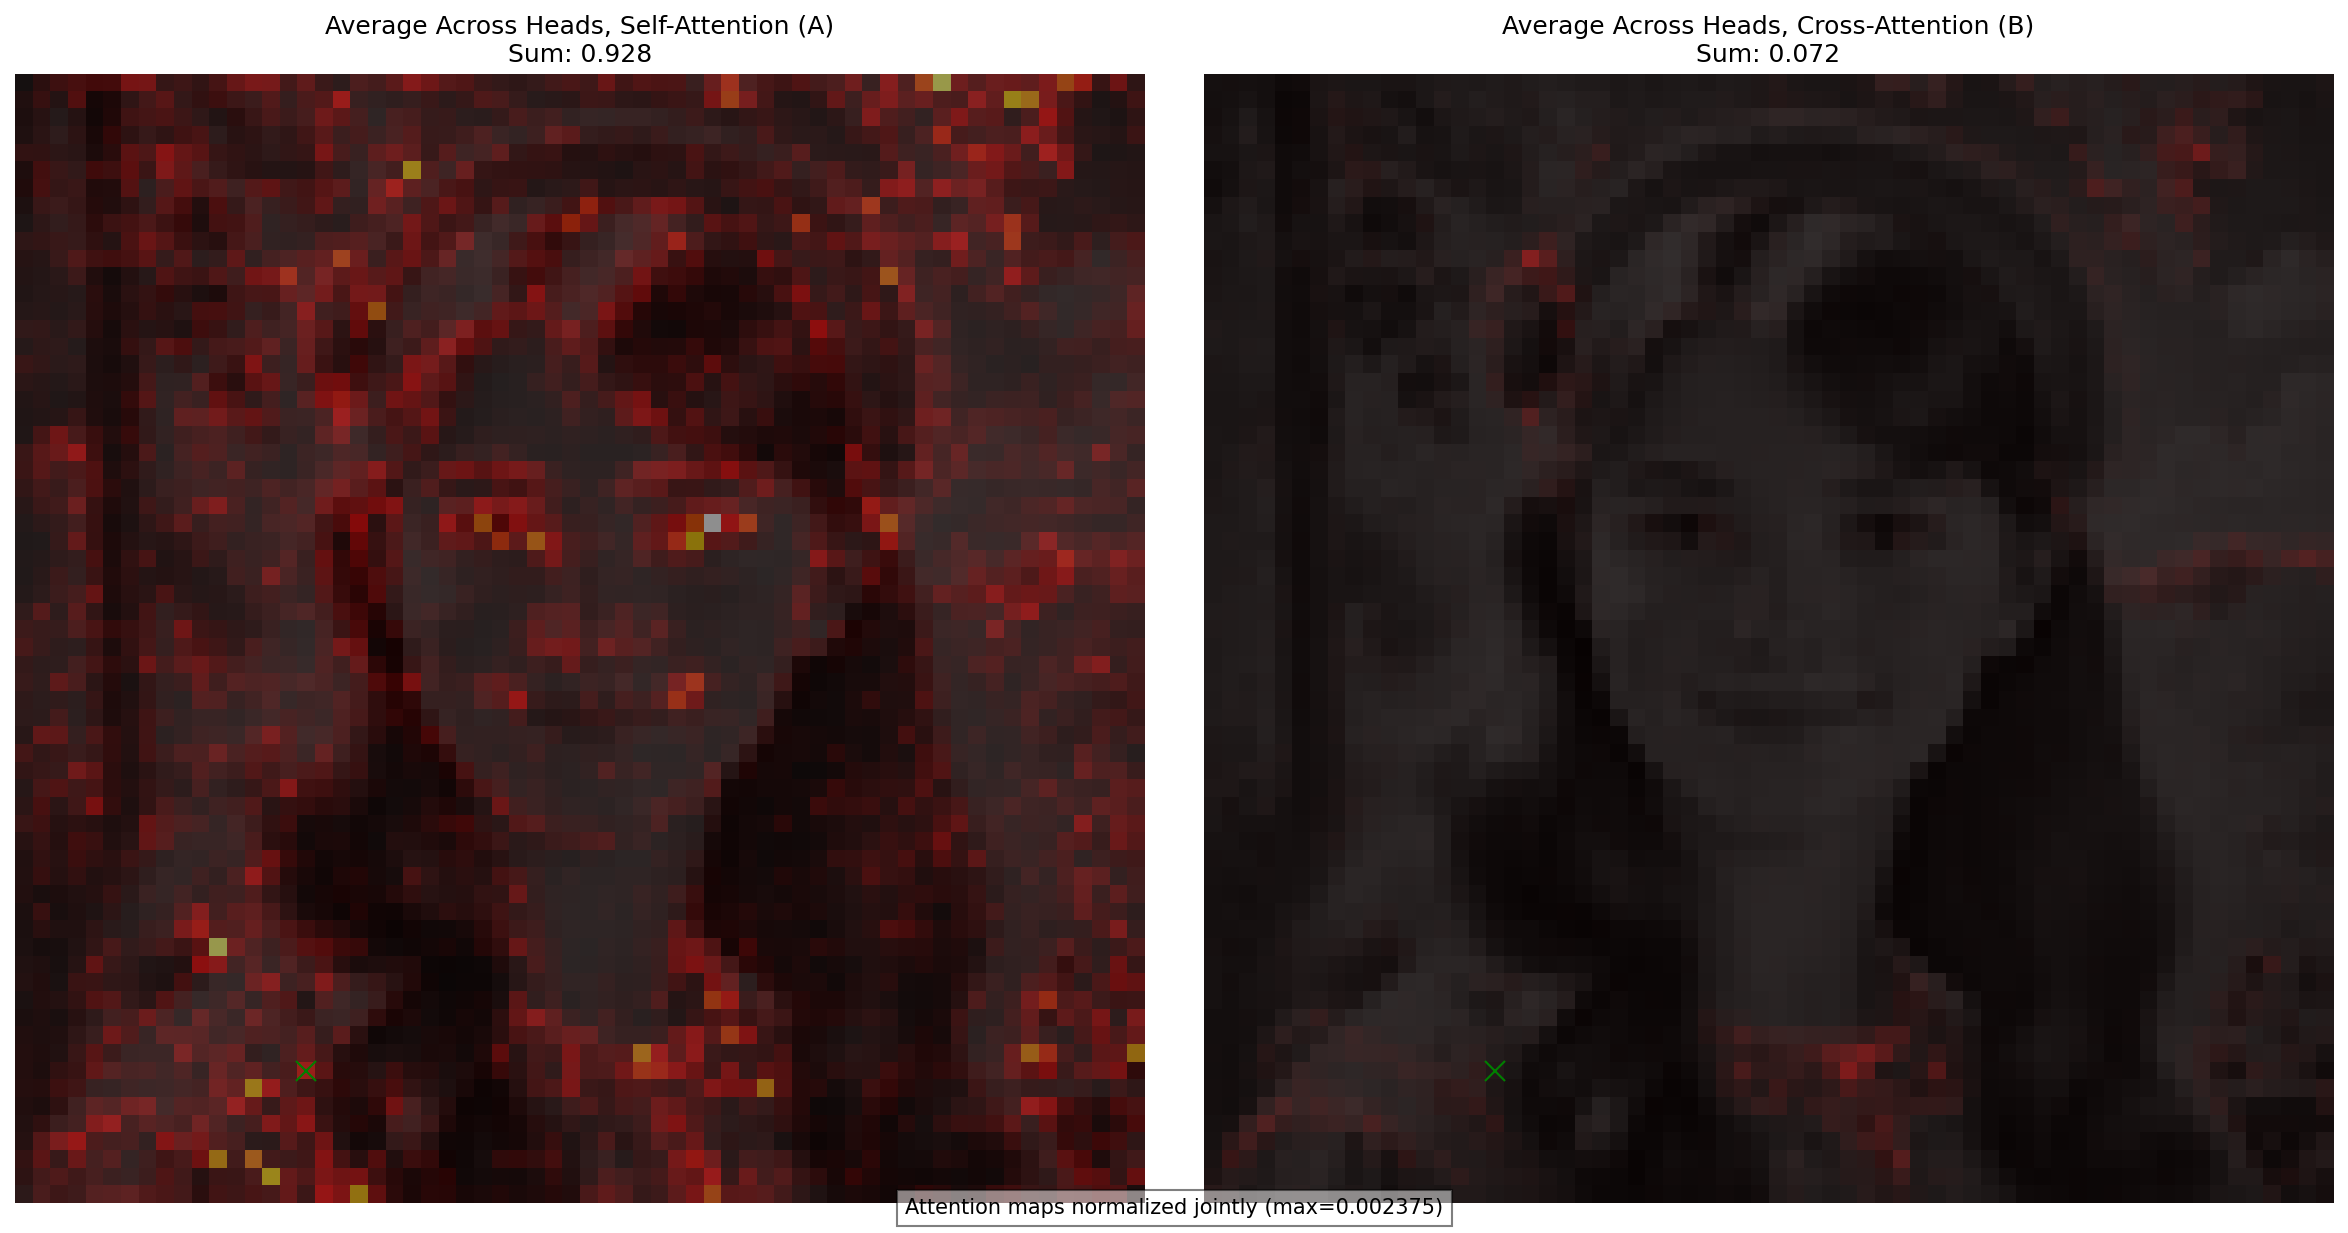 Average Across Heads, Self-Attention (A)
Sum: 0.928
Average Across Heads, Cross-Attention (B)
Sum: 0.072
Attention maps normalized jointly (max=0.002375)